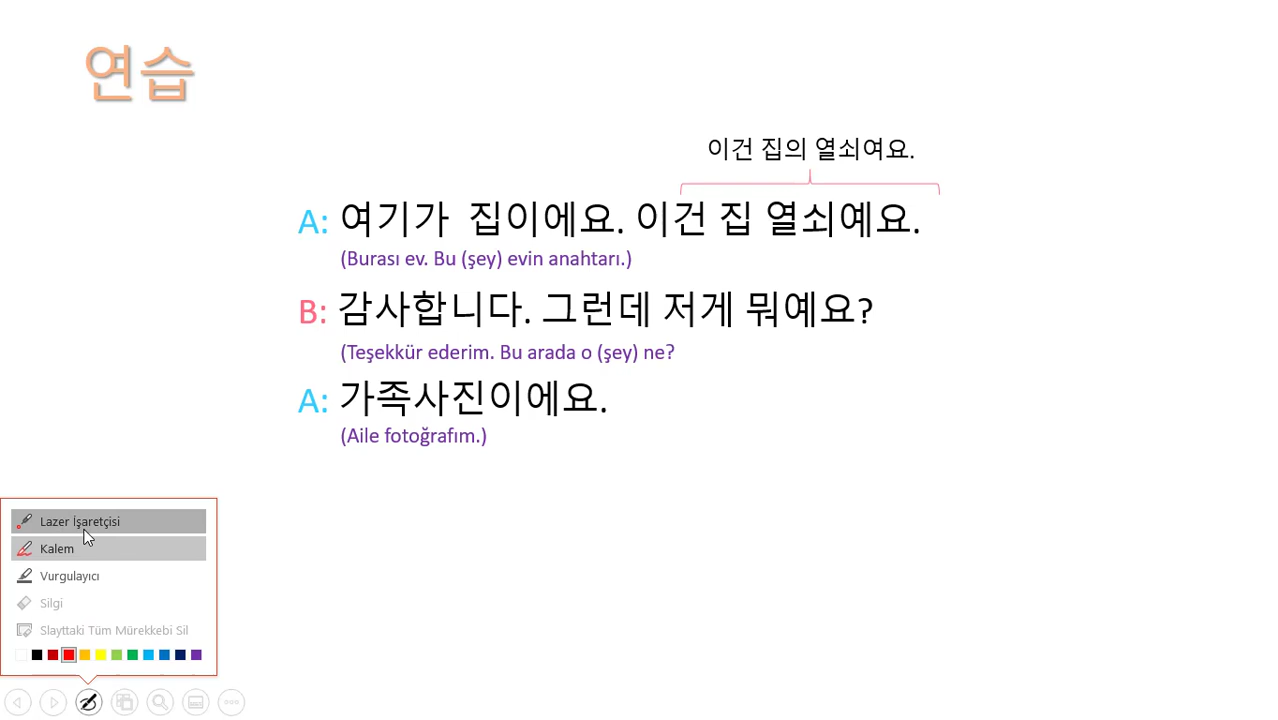 연습
이건 집의 열쇠여요.
A: 여기가 집이에요. 이건 집 열쇠예요.
(Burası ev. Bu (şey) evin anahtarı.)
B: 감사합니다. 그런데 저게 뭐예요?
(Teşekkür ederim. Bu arada o (şey) ne?
A: 가족사진이에요.
(Aile fotoğrafım.)
Lazer İşaretçisi
Kalem
Vurgulayıcı
Silgi
Slayttaki Tüm Mürekkebi Sil